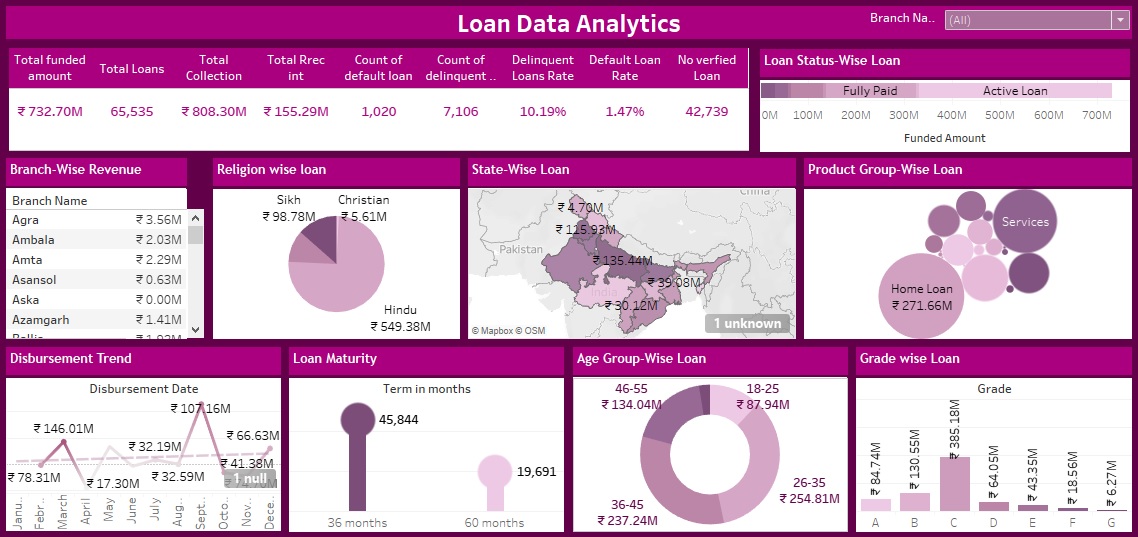 Loan Data Analytics
Branch Na..
(All)
Total funded
amount
Total Loans
Total
Collection
Total Rrec
int
Count of
default loan
Count of
delinquent ..
Delinquent
Loans Rate
Default Loan
Rate
No verfied
Loan
₹ 732.70M
65,535
₹ 808.30M
₹ 155.29M
1,020
7,106
10.19%
1.47%
42,739
Loan Status-Wise Loan
Fully Paid
Active Loan
0M 100M 200M 300M 400M 500M 600M 700M
Funded Amount
Branch-Wise Revenue
Branch Name
Agra ₹ 3.56M
Ambala ₹ 2.03M
Amta ₹ 2.29M
Asansol ₹ 0.63M
Aska ₹ 0.00M
Azamgarh ₹ 1.41M
Religion wise loan
Sikh
₹ 98.78M
Christian
₹ 5.61M
Hindu
₹ 549.38M
State-Wise Loan
China
₹ 4.70M
₹ 115.93M
Pakistan
₹ 135.44M
₹ 39.08M
India
₹ 30.12M
© Mapbox © OSM
1 unknown
Product Group-Wise Loan
Services
Home Loan
₹ 271.66M
Disbursement Trend
Disbursement Date
₹ 107.16M
₹ 146.01M
₹ 32.19M
₹ 66.63M
₹ 41.38M
₹ 78.31M
₹ 17.30M
₹ 32.59M
1 null
Janu..
Febr..
March
April
May
June
July
Aug..
Sept..
Octo..
Nov..
Dece..
Loan Maturity
Term in months
45,844
19,691
36 months
60 months
Age Group-Wise Loan
46-55
₹ 134.04M
18-25
₹ 87.94M
26-35
₹ 254.81M
36-45
₹ 237.24M
Grade wise Loan
Grade
₹ 84.74M
₹ 130.55M
₹ 385.18M
₹ 64.05M
₹ 43.35M
₹ 18.56M
₹ 6.27M
A B C D E F G